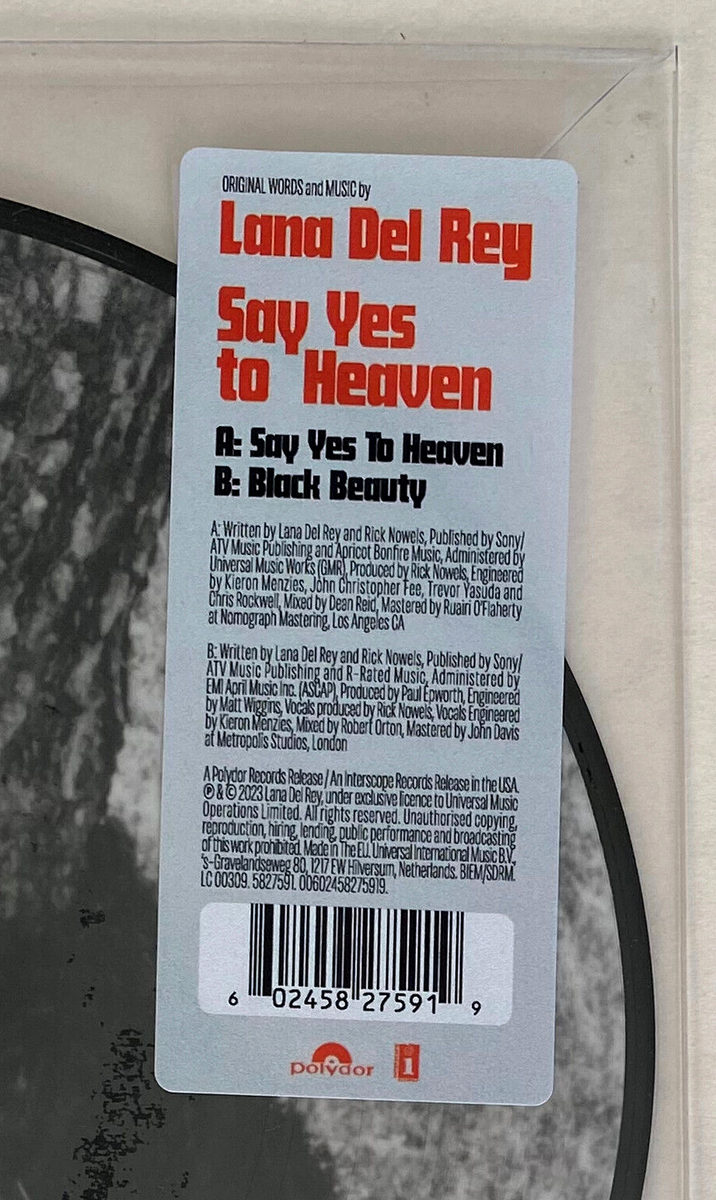 ORIGINAL WORDS and MUSIC by
Lana Del Rey
Say Yes
to Heaven
A: Say Yes To Heaven
B: Black Beauty
A: Written by Lana Del Rey and Rick Nowels, Published by Sony/
ATV Music Publishing and Apricot Bonfire Music, Administered by
Universal Music Works (GMR), Produced by Rick Nowels, Engineered
by Kieron Menzies, John Christopher Fee, Trevor Yasuda and
Chris Rockwell, Mixed by Dean Reid, Mastered by Ruairi O'Flaherty
at Nomograph Mastering, Los Angeles CA
B: Written by Lana Del Rey and Rick Nowels, Published by Sony/
ATV Music Publishing and R-Rated Music, Administered by
EMI April Music Inc. (ASCAP), Produced by Paul Epworth, Engineered
by Matt Wiggins, Vocals produced by Rick Nowels, Vocals Engineered
by Kieron Menzies, Mixed by Robert Orton, Mastered by John Davis
at Metropolis Studios, London
A Polydor Records Release / An Interscope Records Release in the USA.
℗ & © 2023 Lana Del Rey, under exclusive licence to Universal Music
Operations Limited. All rights reserved. Unauthorised copying,
reproduction, hiring, lending, public performance and broadcasting
of this work prohibited. Made in The EU. Universal International Music B.V.,
's-Gravelandseweg 80, 1217 EW Hilversum, Netherlands. BIEM/SDRM.
LC 00309. 5827591. 00602458275919.
6 02458 27591 9
polydor i